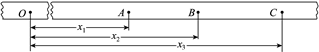 O A B C
x₁
x₂
x₃